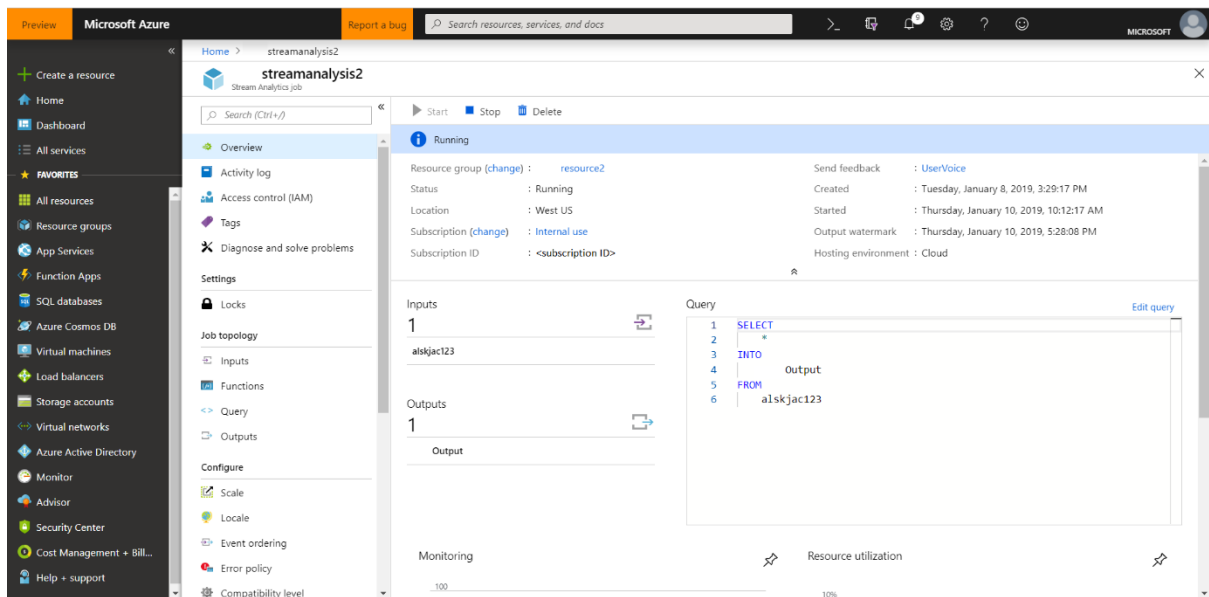 Preview
Microsoft Azure
Report a bug
Search resources, services, and docs
9
MICROSOFT
Create a resource
Home
Dashboard
All services
FAVORITES
All resources
Resource groups
App Services
Function Apps
SQL databases
Azure Cosmos DB
Virtual machines
Load balancers
Storage accounts
Virtual networks
Azure Active Directory
Monitor
Advisor
Security Center
Cost Management + Bill...
Help + support
Home > streamanalysis2
streamanalysis2
Stream Analytics job
Search (Ctrl+/)
Overview
Activity log
Access control (IAM)
Tags
Diagnose and solve problems
Settings
Locks
Job topology
Inputs
Functions
Query
Outputs
Configure
Scale
Locale
Event ordering
Error policy
Compatibility level
Start Stop Delete
Running
Resource group (change) : resource2
Status : Running
Location : West US
Subscription (change) : Internal use
Subscription ID : <subscription ID>
Send feedback : UserVoice
Created : Tuesday, January 8, 2019, 3:29:17 PM
Started : Thursday, January 10, 2019, 10:12:17 AM
Output watermark : Thursday, January 10, 2019, 5:28:08 PM
Hosting environment : Cloud
Inputs
1
alskjac123
Outputs
1
Output
Query
Edit query
1 SELECT
2 *
3 INTO
4 Output
5 FROM
6 alskjac123
Monitoring
100
Resource utilization
10%